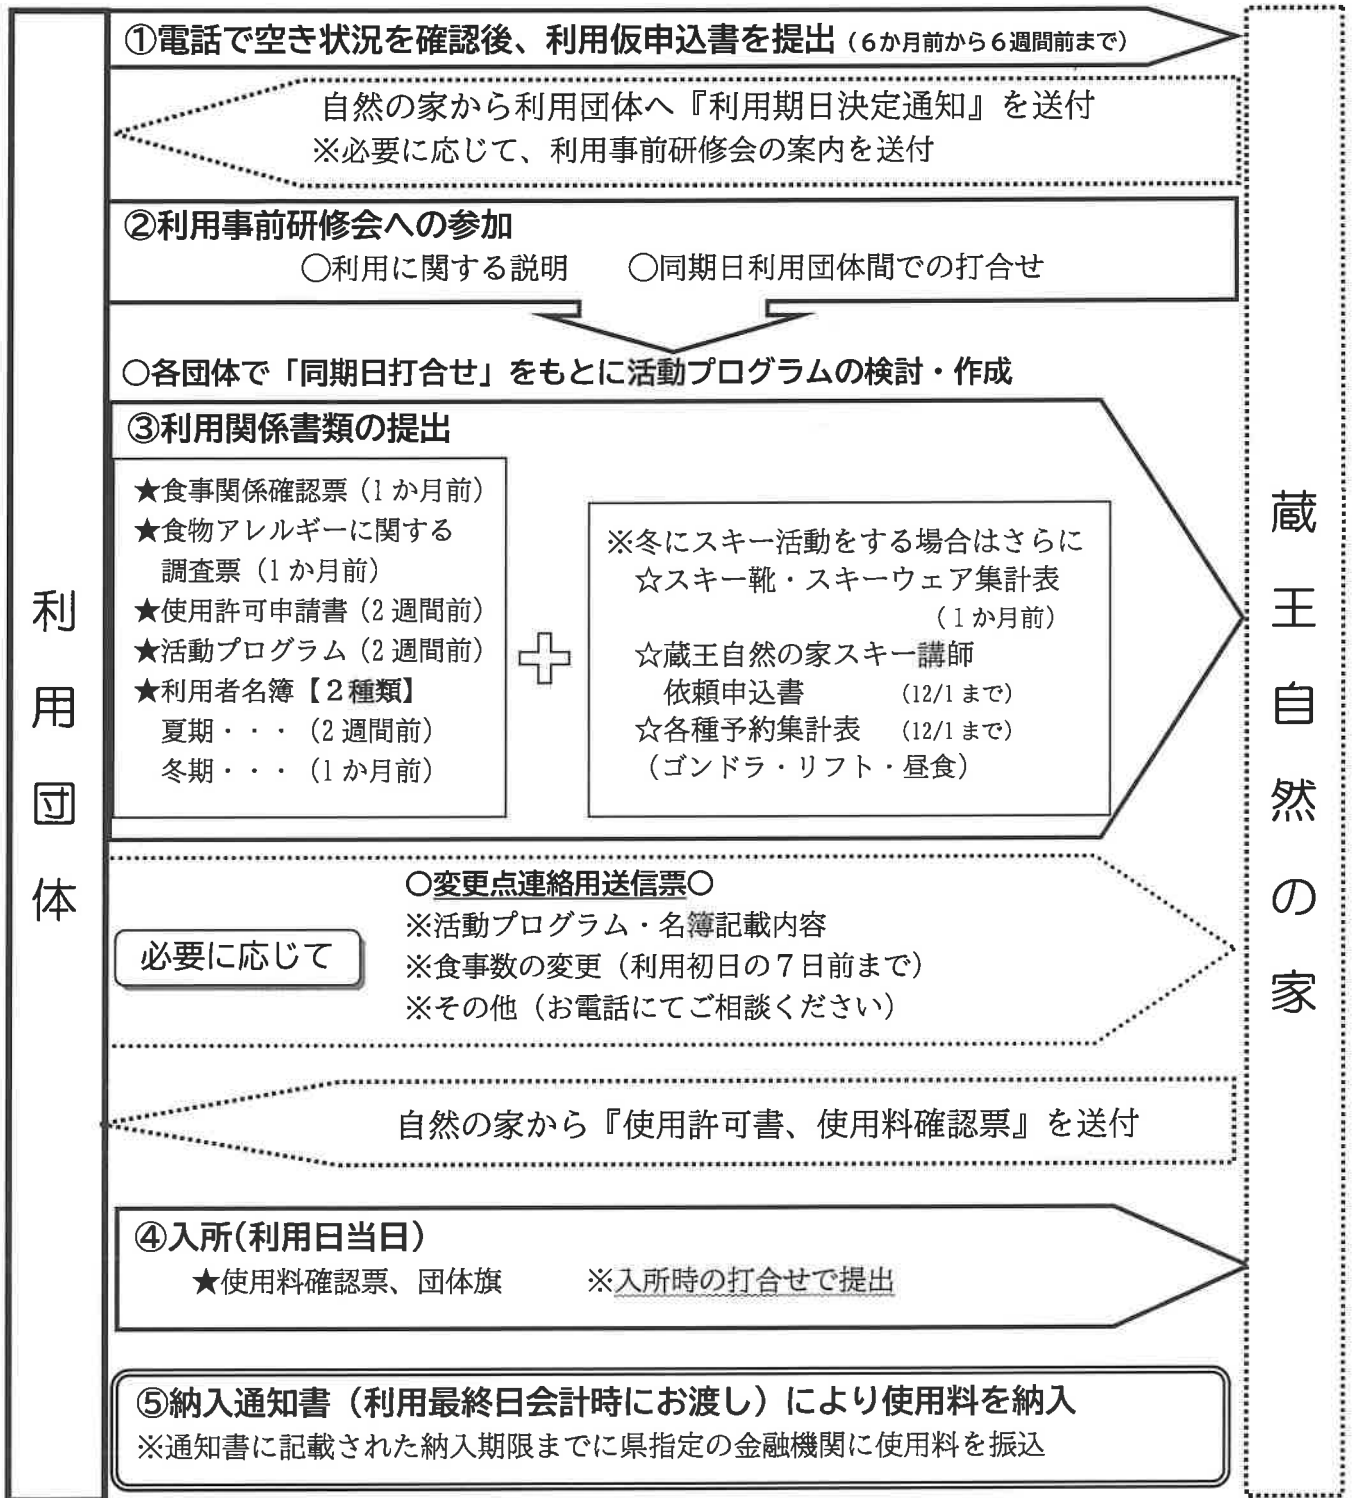 ①電話で空き状況を確認後、利用仮申込書を提出（6か月前から6週間前まで）
自然の家から利用団体へ『利用期日決定通知』を送付
※必要に応じて、利用事前研修会の案内を送付
②利用事前研修会への参加
○利用に関する説明　○同期日利用団体間での打合せ
○各団体で「同期日打合せ」をもとに活動プログラムの検討・作成
③利用関係書類の提出
★食事関係確認票（1か月前）
★食物アレルギーに関する
調査票（1か月前）
★使用許可申請書（2週間前）
★活動プログラム（2週間前）
★利用者名簿【2種類】
夏期・・・（2週間前）
冬期・・・（1か月前）
※冬にスキー活動をする場合はさらに
☆スキー靴・スキーウェア集計表
（1か月前）
☆蔵王自然の家スキー講師
依頼申込書　（12/1まで）
☆各種予約集計表　（12/1まで）
（ゴンドラ・リフト・昼食）
○変更点連絡用送信票○
※活動プログラム・名簿記載内容
必要に応じて
※食事数の変更（利用初日の7日前まで）
※その他（お電話にてご相談ください）
自然の家から『使用許可書、使用料確認票』を送付
④入所（利用日当日）
★使用料確認票、団体旗　※入所時の打合せで提出
⑤納入通知書（利用最終日会計時にお渡し）により使用料を納入
※通知書に記載された納入期限までに県指定の金融機関に使用料を振込
利用団体
蔵王自然の家